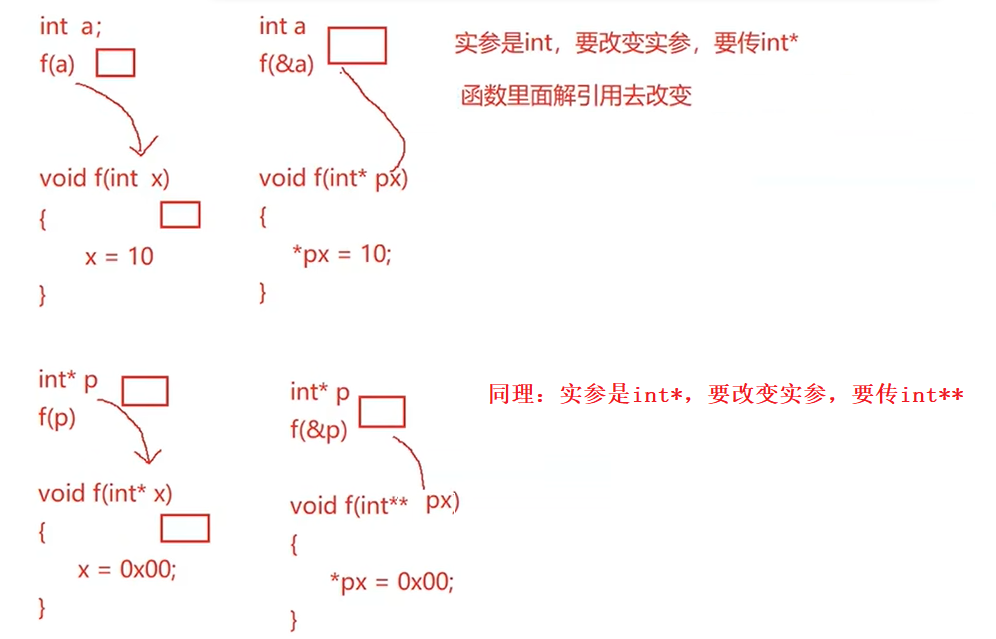 int  a;
f(a)
void f(int  x)
{
x = 10
}
int a
f(&a)
void f(int* px)
{
*px = 10;
}
实参是int，要改变实参，要传int*
函数里面解引用去改变
int* p
f(p)
void f(int* x)
{
x = 0x00;
}
int* p
f(&p)
void f(int**  px)
{
*px = 0x00;
}
同理：实参是int*，要改变实参，要传int**